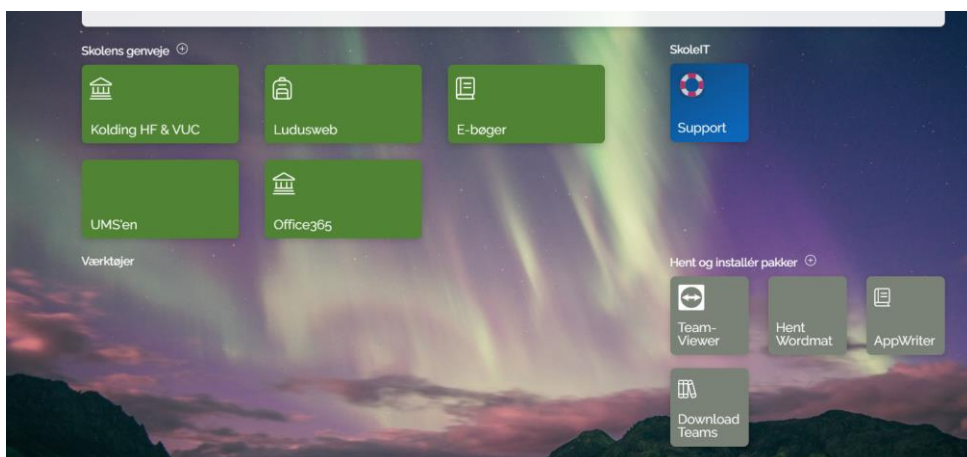 Skolens genveje
Kolding HF & VUC
Ludusweb
E-bøger
UMS'en
Office365
Værktøjer
SkoleIT
Support
Hent og installér pakker
Team-
Viewer
Hent
Wordmat
AppWriter
Download
Teams